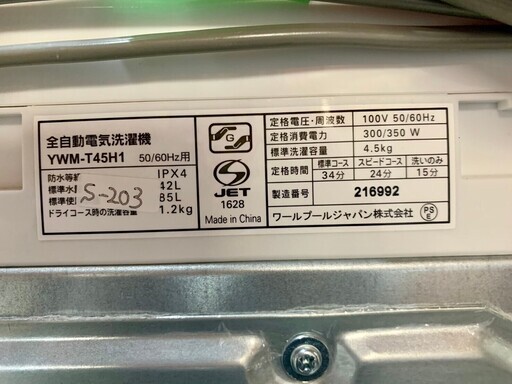 全自動電気洗濯機
YWM-T45H1 50/60Hz用
防水等 IPX4
標準水 42L
標準使 85L
ドライコース時の洗濯容量 1.2kg
S-203
G
JET
1628
Made in China
定格電圧・周波数 100V 50/60Hz
定格消費電力 300/350 W
標準洗濯容量 4.5kg
定格時間 標準コース スピードコース 洗いのみ
34分 24分 15分
製造番号 216992
ワールプールジャパン株式会社
PS
E